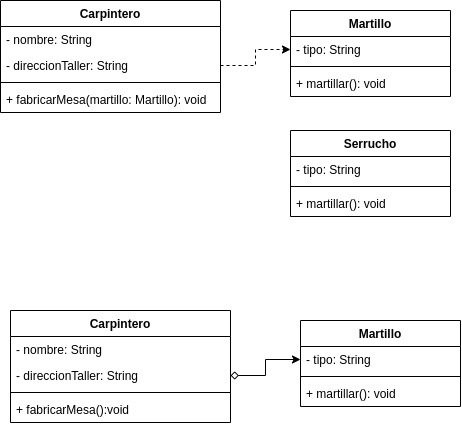 Carpintero
- nombre: String
- direccionTaller: String
+ fabricarMesa(martillo: Martillo): void
Martillo
- tipo: String
+ martillar(): void
Serrucho
- tipo: String
+ martillar(): void
Carpintero
- nombre: String
- direccionTaller: String
+ fabricarMesa():void
Martillo
- tipo: String
+ martillar(): void